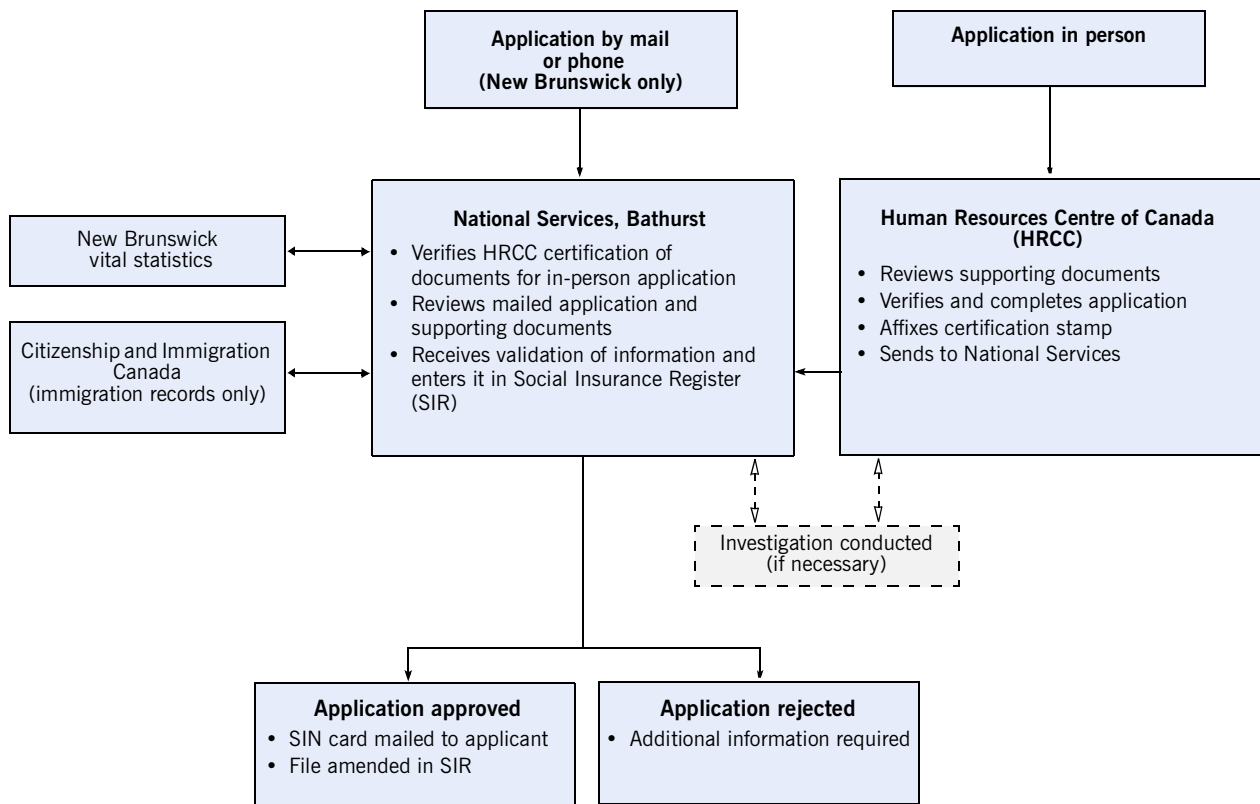 Application by mail
or phone
(New Brunswick only)
Application in person
New Brunswick
vital statistics
Citizenship and Immigration
Canada
(immigration records only)
National Services, Bathurst
• Verifies HRCC certification of
documents for in-person application
• Reviews mailed application and
supporting documents
• Receives validation of information and
enters it in Social Insurance Register
(SIR)
Human Resources Centre of Canada
(HRCC)
• Reviews supporting documents
• Verifies and completes application
• Affixes certification stamp
• Sends to National Services
Investigation conducted
(if necessary)
Application approved
• SIN card mailed to applicant
• File amended in SIR
Application rejected
• Additional information required